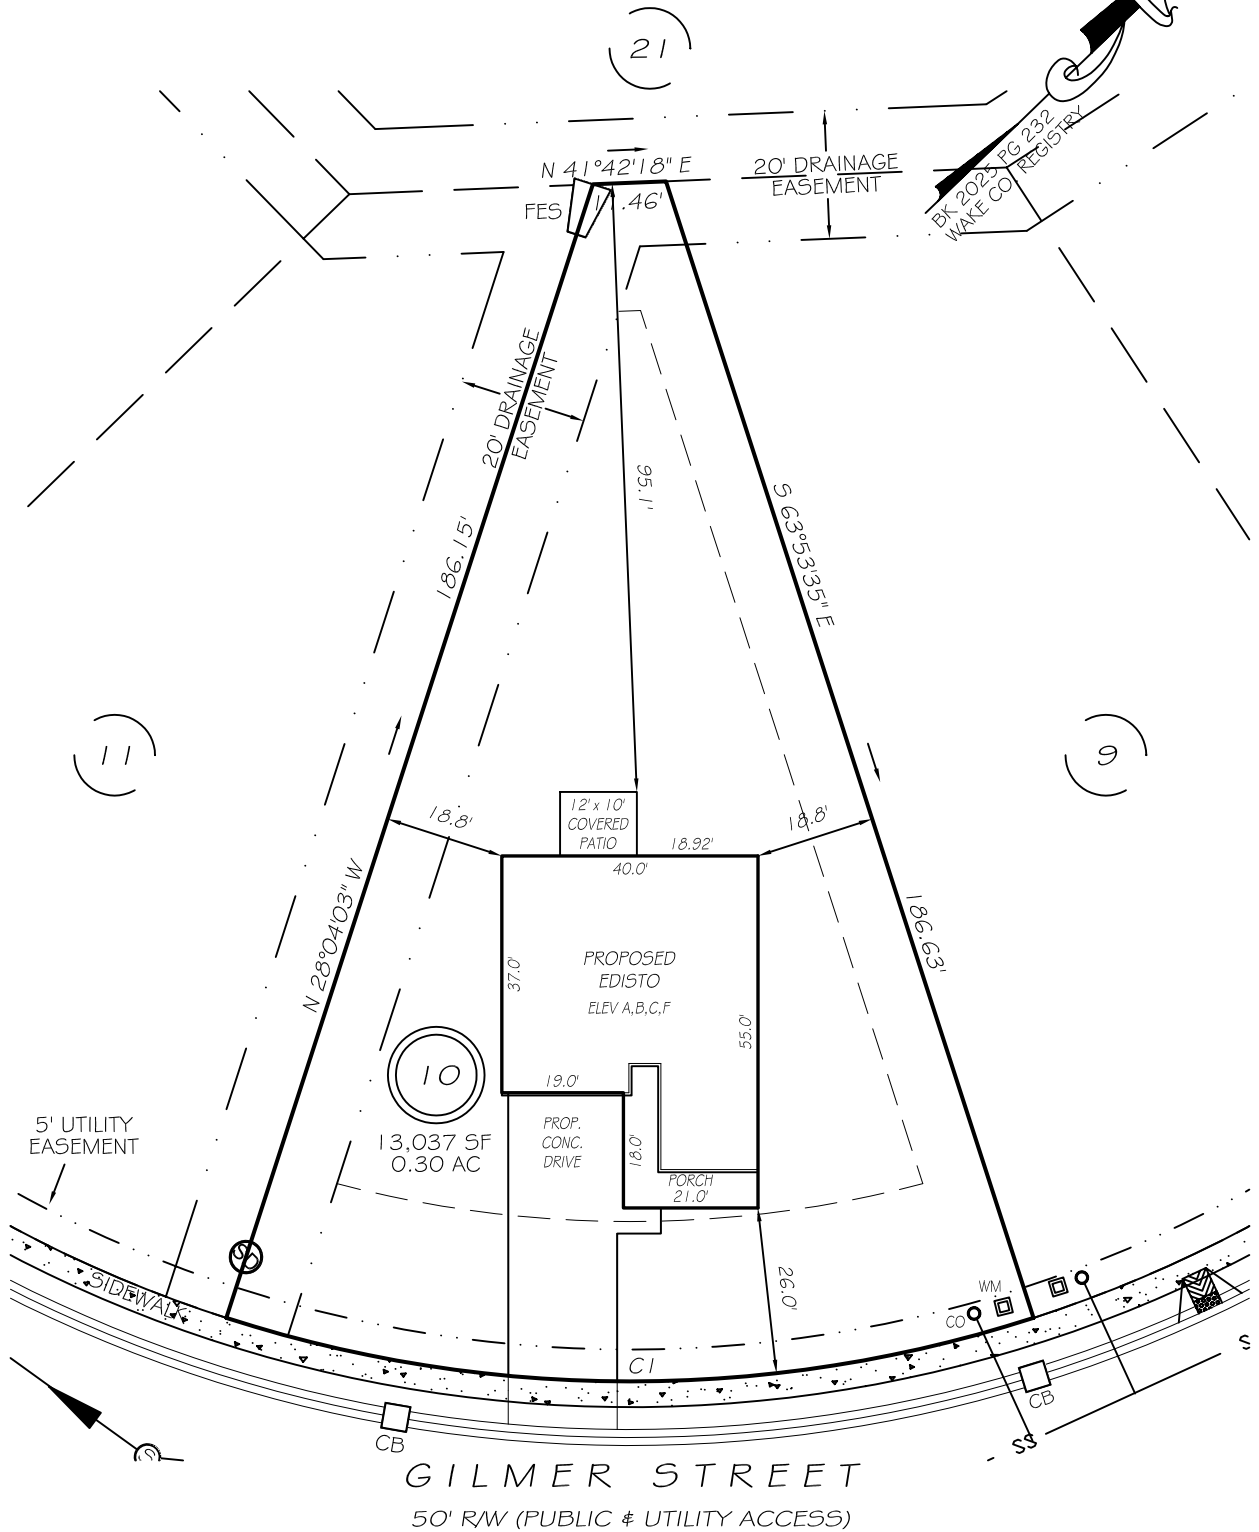 21
BK 2025, PG 232
WAKE CO. REGISTRY
N 41°42'18" E
20' DRAINAGE
EASEMENT
FES
.46'
20' DRAINAGE
EASEMENT
95.1'
S 63°53'35" E
186.15'
11
9
12' x 10'
COVERED
PATIO
18.8'
18.92'
18.8'
40.0'
N 28°04'03" W
186.63'
PROPOSED
EDISTO
ELEV A,B,C,F
37.0'
55.0'
10
19.0'
13,037 SF
0.30 AC
PROP.
CONC.
DRIVE
18.0'
PORCH
21.0'
5' UTILITY
EASEMENT
SD
SIDEWALK
26.0'
WM
CO
C1
CB
CB
SS
GILMER STREET
50' R/W (PUBLIC & UTILITY ACCESS)